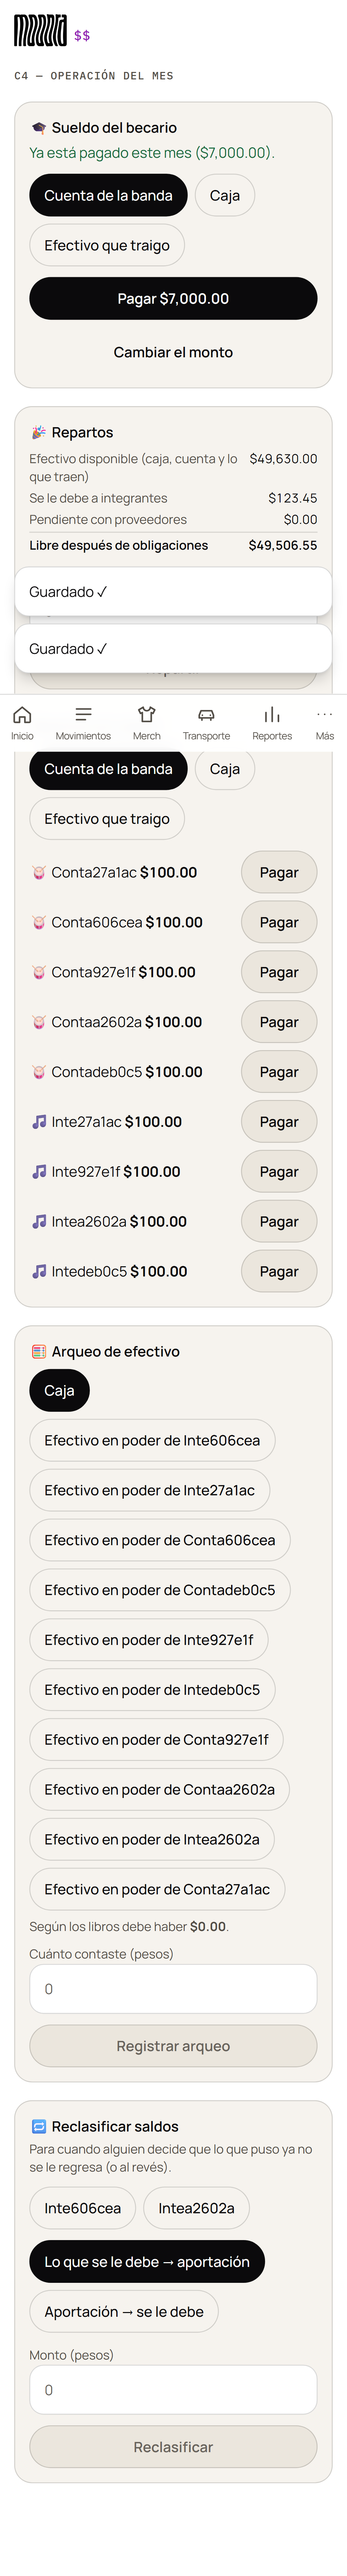 moood $$
C4 — OPERACIÓN DEL MES
Sueldo del becario
Ya está pagado este mes ($7,000.00).
Cuenta de la banda
Caja
Efectivo que traigo
Pagar $7,000.00
Cambiar el monto
Repartos
Efectivo disponible (caja, cuenta y lo que traen) $49,630.00
Se le debe a integrantes $123.45
Pendiente con proveedores $0.00
Libre después de obligaciones $49,506.55
Guardado ✓
Guardado ✓
Inicio
Movimientos
Merch
Transporte
Reportes
Más
Cuenta de la banda
Caja
Efectivo que traigo
Conta27a1ac $100.00 Pagar
Conta606cea $100.00 Pagar
Conta927e1f $100.00 Pagar
Contaa2602a $100.00 Pagar
Contadeb0c5 $100.00 Pagar
Inte27a1ac $100.00 Pagar
Inte927e1f $100.00 Pagar
Intea2602a $100.00 Pagar
Intedeb0c5 $100.00 Pagar
Arqueo de efectivo
Caja
Efectivo en poder de Inte606cea
Efectivo en poder de Inte27a1ac
Efectivo en poder de Conta606cea
Efectivo en poder de Contadeb0c5
Efectivo en poder de Inte927e1f
Efectivo en poder de Intedeb0c5
Efectivo en poder de Conta927e1f
Efectivo en poder de Contaa2602a
Efectivo en poder de Intea2602a
Efectivo en poder de Conta27a1ac
Según los libros debe haber $0.00.
Cuánto contaste (pesos)
0
Registrar arqueo
Reclasificar saldos
Para cuando alguien decide que lo que puso ya no
se le regresa (o al revés).
Inte606cea
Intea2602a
Lo que se le debe → aportación
Aportación → se le debe
Monto (pesos)
0
Reclasificar